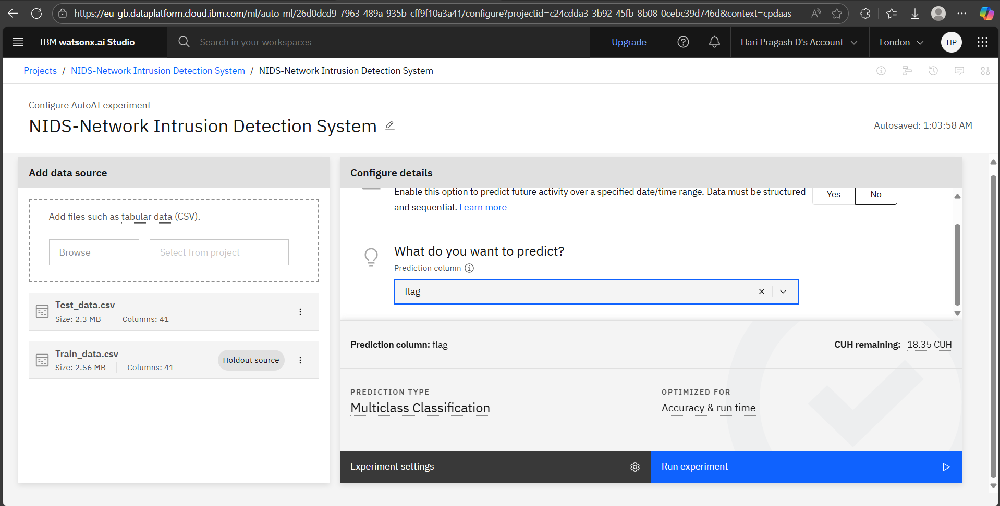 https://eu-gb.dataplatform.cloud.ibm.com/ml/auto-ml/26d0dcd9-7963-489a-935b-cff9f10a3a41/configure?projectid=c24cdda3-3b92-45fb-8b08-0cebc39d746d&context=cpdaas
IBM watsonx.ai Studio
Search in your workspaces
Upgrade
Hari Pragash D's Account
London
HP
Projects / NIDS-Network Intrusion Detection System / NIDS-Network Intrusion Detection System
Configure AutoAI experiment
NIDS-Network Intrusion Detection System
Autosaved: 1:03:58 AM
Add data source
Add files such as tabular data (CSV).
Browse
Select from project
Test_data.csv
Size: 2.3 MB
Columns: 41
Train_data.csv
Size: 2.56 MB
Columns: 41
Holdout source
Configure details
Enable this option to predict future activity over a specified date/time range. Data must be structured
and sequential. Learn more
Yes
No
What do you want to predict?
Prediction column
flag
Prediction column: flag
CUH remaining: 18.35 CUH
PREDICTION TYPE
Multiclass Classification
OPTIMIZED FOR
Accuracy & run time
Experiment settings
Run experiment